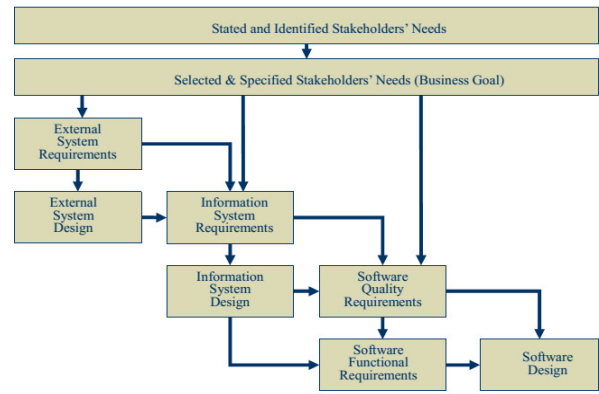 Stated and Identified Stakeholders' Needs
Selected & Specified Stakeholders' Needs (Business Goal)
External
System
Requirements
External
System
Design
Information
System
Requirements
Information
System
Design
Software
Quality
Requirements
Software
Functional
Requirements
Software
Design